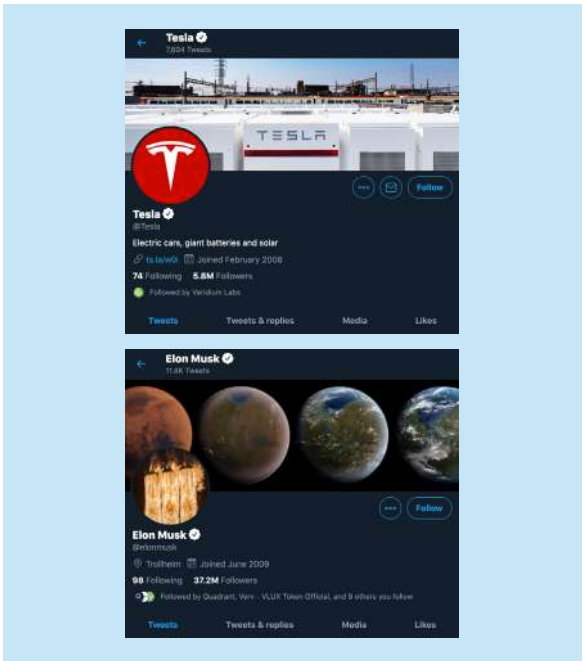 Tesla
7,804 Tweets
TESLA
Follow
Tesla
@Tesla
Electric cars, giant batteries and solar
ts.la/w0i Joined February 2008
74 Following 5.8M Followers
Followed by Veridium Labs
Tweets Tweets & replies Media Likes
Elon Musk
11.8K Tweets
Follow
Elon Musk
@elonmusk
Trollheim Joined June 2009
98 Following 37.2M Followers
Followed by Quadrant, Verv - VLUX Token Official, and 9 others you follow
Tweets Tweets & replies Media Likes